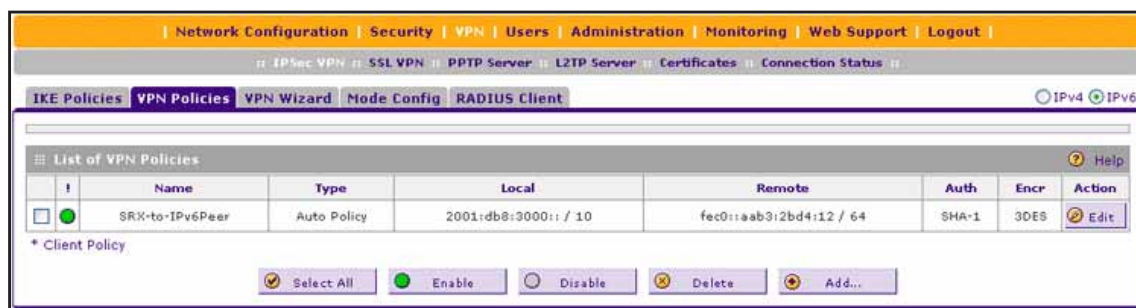 | Network Configuration | Security | VPN | Users | Administration | Monitoring | Web Support | Logout |
:: IPSec VPN :: SSL VPN :: PPTP Server :: L2TP Server :: Certificates :: Connection Status ::
IKE Policies VPN Policies VPN Wizard Mode Config RADIUS Client IPv4 IPv6
List of VPN Policies Help
! Name Type Local Remote Auth Encr Action
SRX-to-IPv6Peer Auto Policy 2001:db8:3000:: / 10 fec0::aab3:2bd4:12 / 64 SHA-1 3DES Edit
* Client Policy
Select All Enable Disable Delete Add...